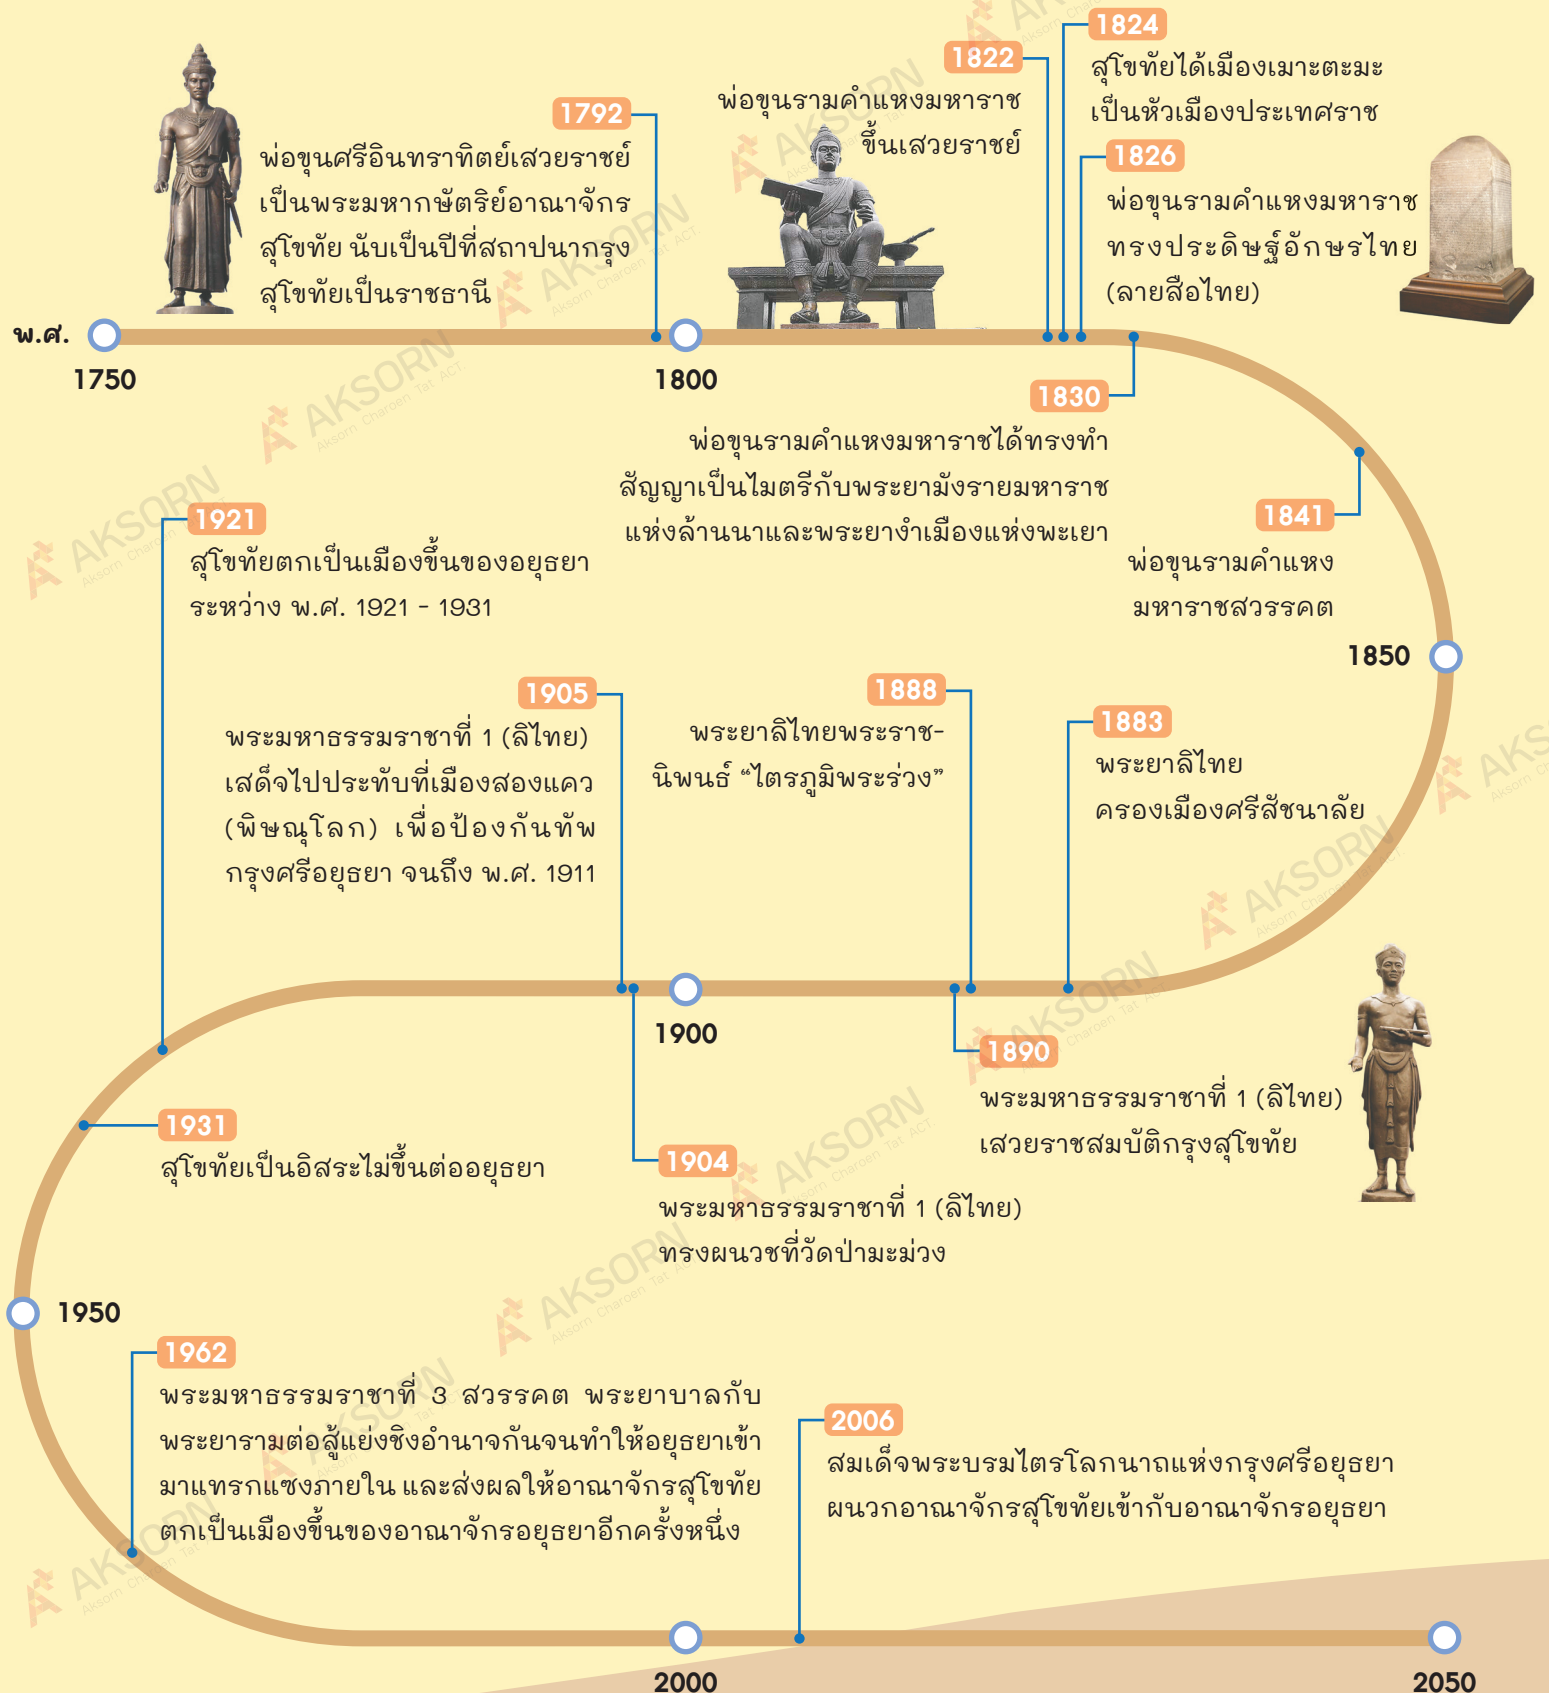 พ.ศ.
1750
1792
พ่อขุนศรีอินทราทิตย์เสวยราชย์
เป็นพระมหากษัตริย์อาณาจักร
สุโขทัย นับเป็นปีที่สถาปนากรุง
สุโขทัยเป็นราชธานี
1800
1822
พ่อขุนรามคำแหงมหาราช
ขึ้นเสวยราชย์
1824
สุโขทัยได้เมืองเมาะตะมะ
เป็นหัวเมืองประเทศราช
1826
พ่อขุนรามคำแหงมหาราช
ทรงประดิษฐ์อักษรไทย
(ลายสือไทย)
1830
พ่อขุนรามคำแหงมหาราชได้ทรงทำ
สัญญาเป็นไมตรีกับพระยามังรายมหาราช
แห่งล้านนาและพระยางำเมืองแห่งพะเยา
1841
พ่อขุนรามคำแหง
มหาราชสวรรคต
1850
1883
พระยาลิไทย
ครองเมืองศรีสัชนาลัย
1888
พระยาลิไทยพระราช-
นิพนธ์ “ไตรภูมิพระร่วง”
1890
พระมหาธรรมราชาที่ 1 (ลิไทย)
เสวยราชสมบัติกรุงสุโขทัย
1900
1904
พระมหาธรรมราชาที่ 1 (ลิไทย)
ทรงผนวชที่วัดป่ามะม่วง
1905
พระมหาธรรมราชาที่ 1 (ลิไทย)
เสด็จไปประทับที่เมืองสองแคว
(พิษณุโลก) เพื่อป้องกันทัพ
กรุงศรีอยุธยา จนถึง พ.ศ. 1911
1921
สุโขทัยตกเป็นเมืองขึ้นของอยุธยา
ระหว่าง พ.ศ. 1921 - 1931
1931
สุโขทัยเป็นอิสระไม่ขึ้นต่ออยุธยา
1950
1962
พระมหาธรรมราชาที่ 3 สวรรคต พระยาบาลกับ
พระยารามต่อสู้แย่งชิงอำนาจกันจนทำให้อยุธยาเข้า
มาแทรกแซงภายใน และส่งผลให้อาณาจักรสุโขทัย
ตกเป็นเมืองขึ้นของอาณาจักรอยุธยาอีกครั้งหนึ่ง
2000
2006
สมเด็จพระบรมไตรโลกนาถแห่งกรุงศรีอยุธยา
ผนวกอาณาจักรสุโขทัยเข้ากับอาณาจักรอยุธยา
2050
AKSORN
Aksorn Charoen Tat ACT.